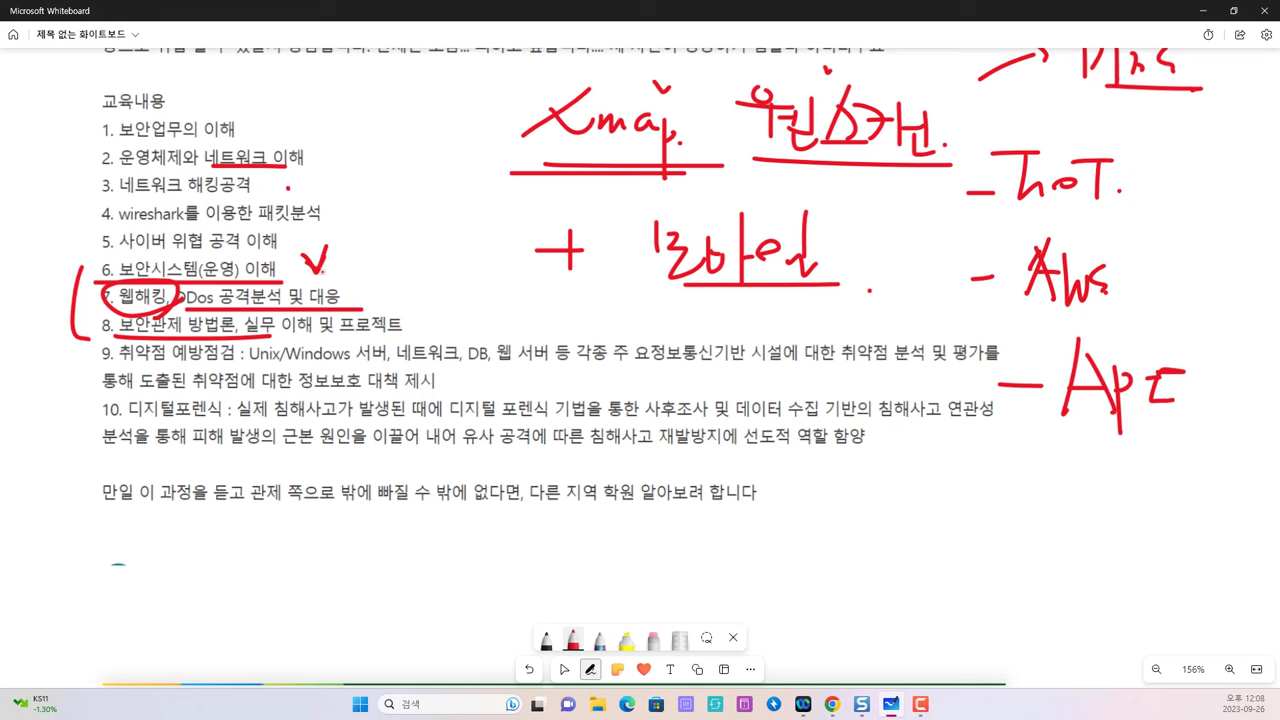 Microsoft Whiteboard
제목 없는 화이트보드
교육내용
1. 보안업무의 이해
2. 운영체제와 네트워크 이해
3. 네트워크 해킹공격
4. wireshark를 이용한 패킷분석
5. 사이버 위협 공격 이해
6. 보안시스템(운영) 이해
7. 웹해킹, DDos 공격분석 및 대응
8. 보안관제 방법론, 실무 이해 및 프로젝트
9. 취약점 예방점검 : Unix/Windows 서버, 네트워크, DB, 웹 서버 등 각종 주 요정보통신기반 시설에 대한 취약점 분석 및 평가를
통해 도출된 취약점에 대한 정보보호 대책 제시
10. 디지털포렌식 : 실제 침해사고가 발생된 때에 디지털 포렌식 기법을 통한 사후조사 및 데이터 수집 기반의 침해사고 연관성
분석을 통해 피해 발생의 근본 원인을 이끌어 내어 유사 공격에 따른 침해사고 재발방지에 선도적 역할 함양
만일 이 과정을 듣고 관제 쪽으로 밖에 빠질 수 밖에 없다면, 다른 지역 학원 알아보려 합니다
Xmap.
+ 모바일
- AWS
156%
KS11
-1.30%
검색
오후 12:08
2023-09-26